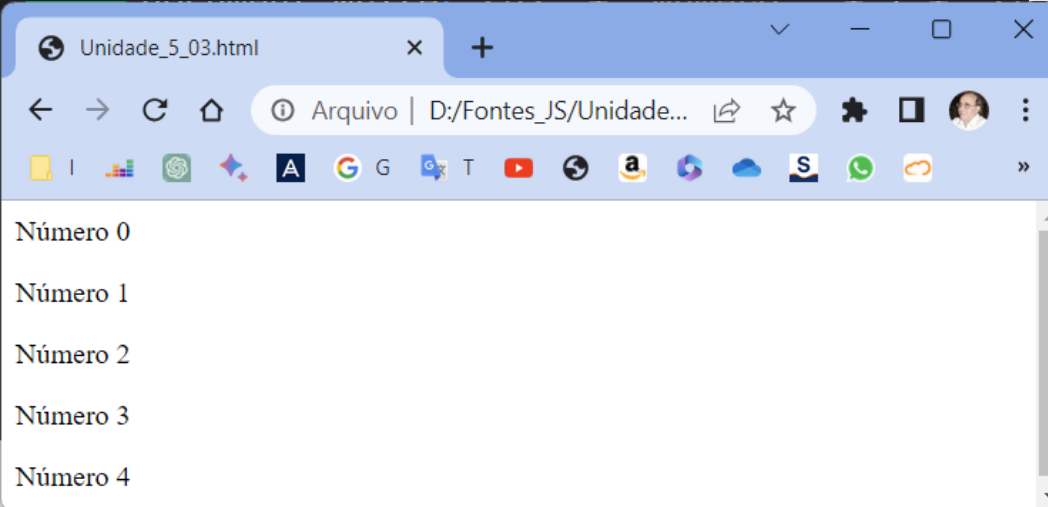 Unidade_5_03.html
Arquivo | D:/Fontes_JS/Unidade...
I G T
Número 0
Número 1
Número 2
Número 3
Número 4